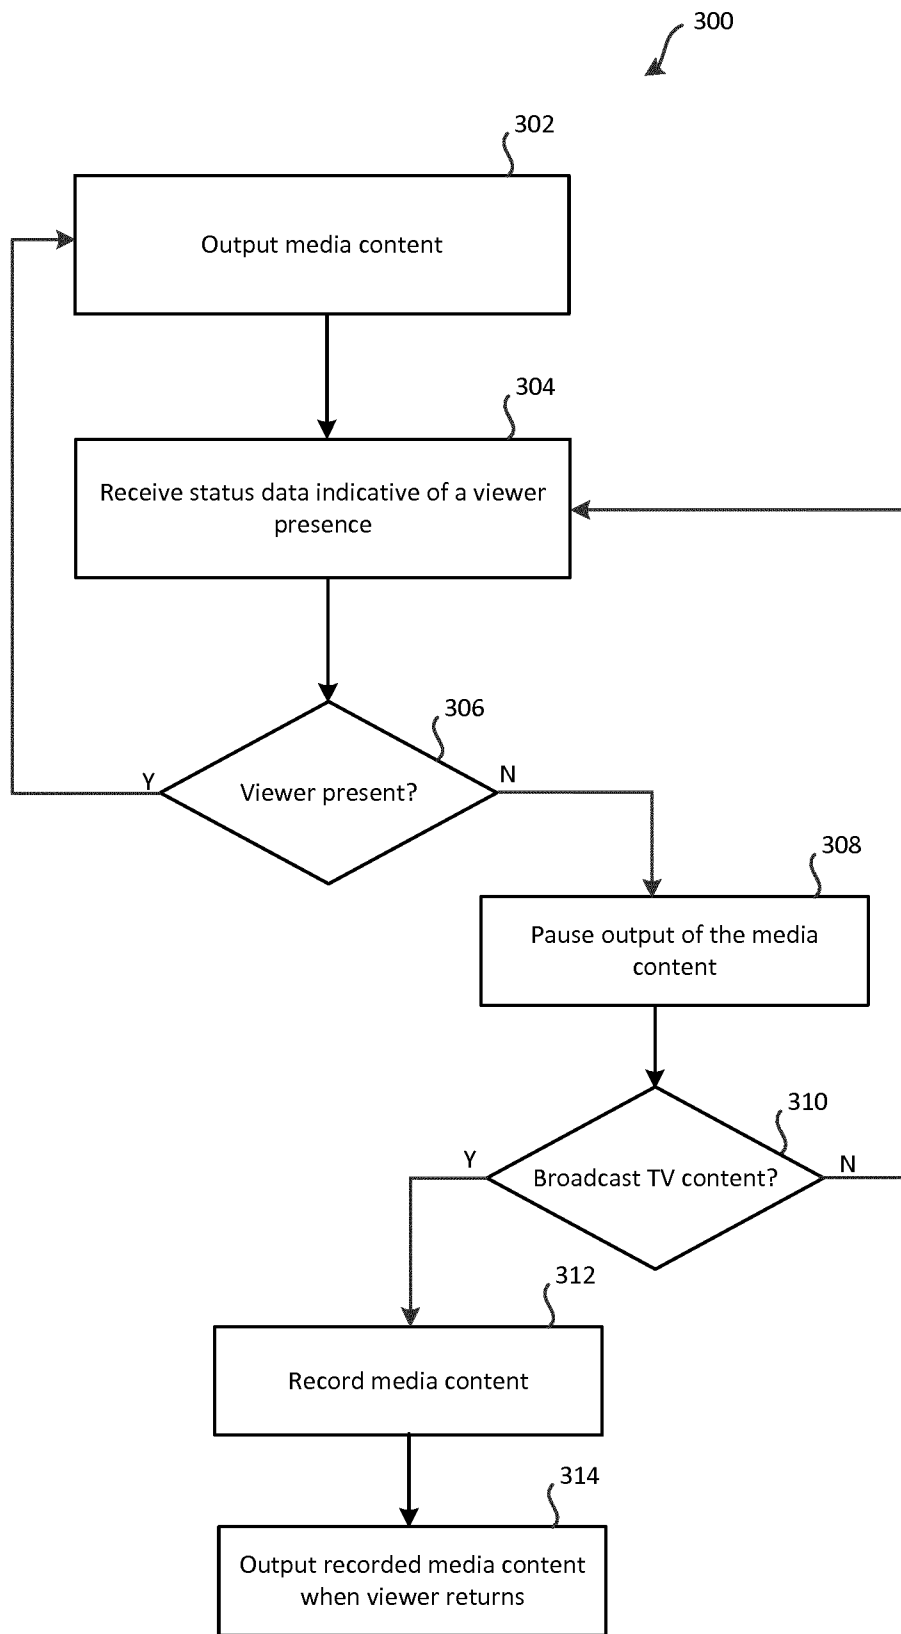 300
302
Output media content
304
Receive status data indicative of a viewer
presence
306
Y
Viewer present?
N
308
Pause output of the media
content
310
Y
Broadcast TV content?
N
312
Record media content
314
Output recorded media content
when viewer returns